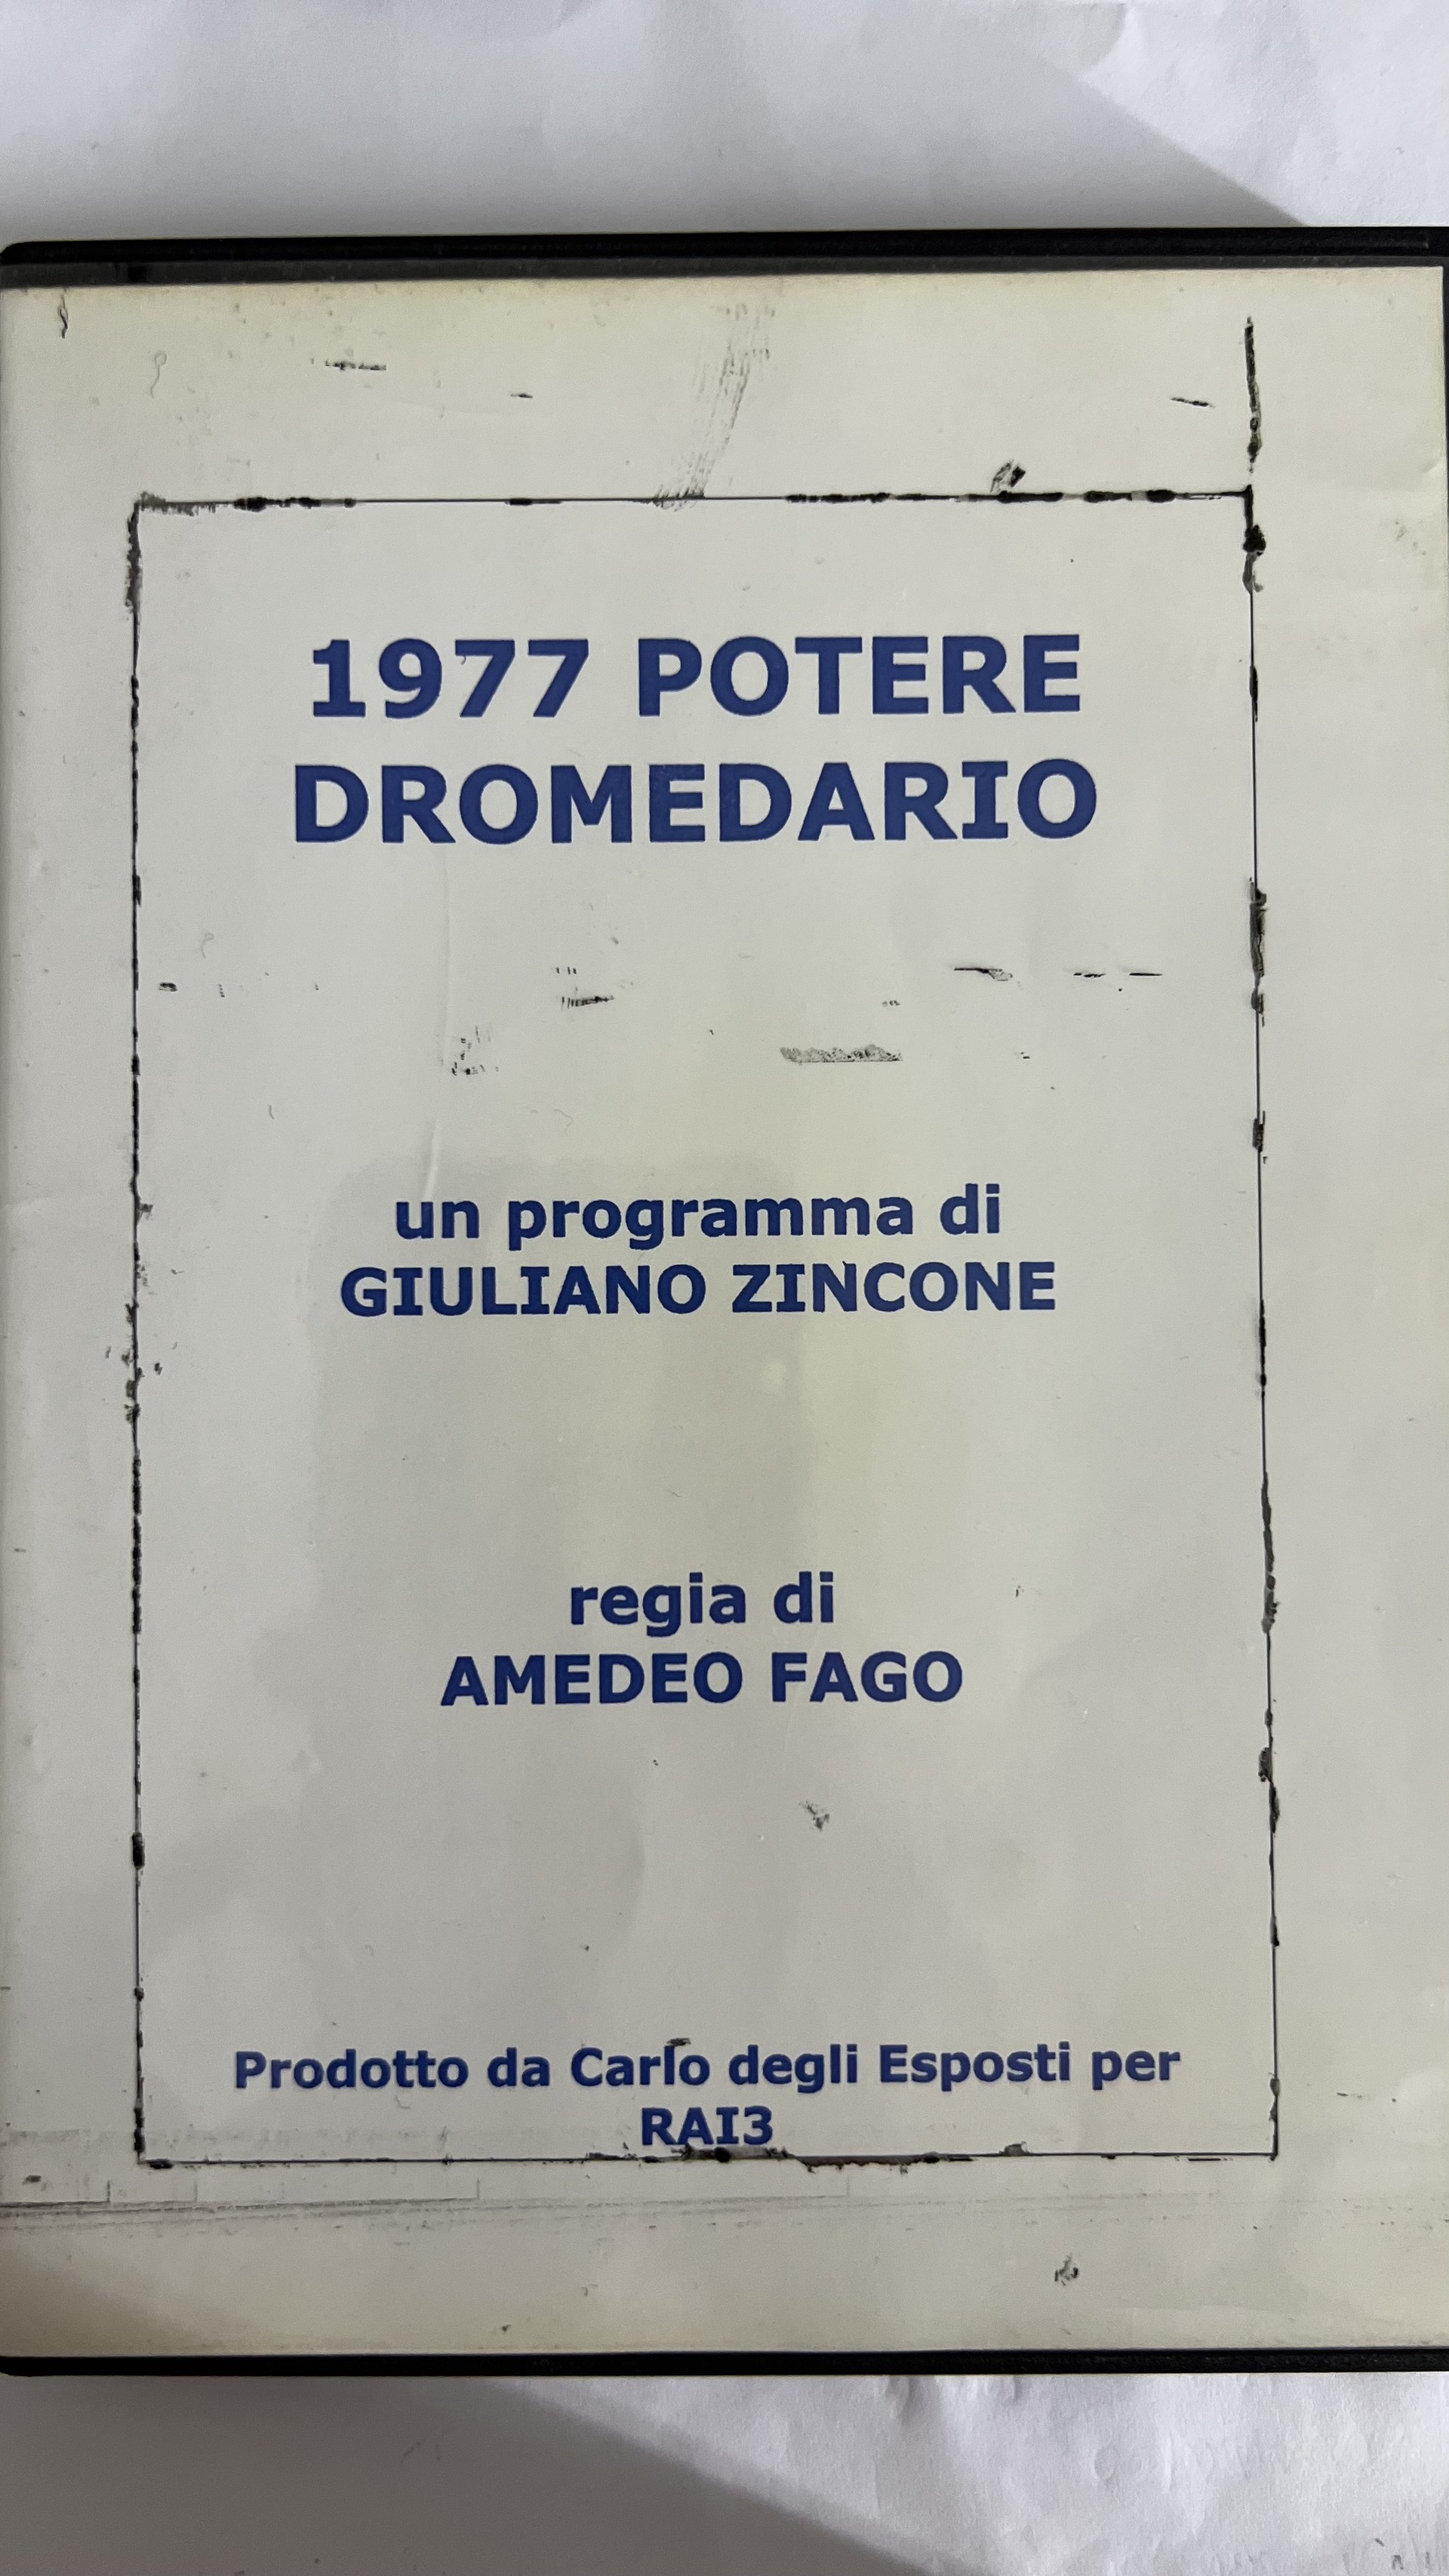 1977 POTERE
DROMEDARIO
un programma di
GIULIANO ZINCONE
regia di
AMEDEO FAGO
Prodotto da Carlo degli Esposti per
RAI3